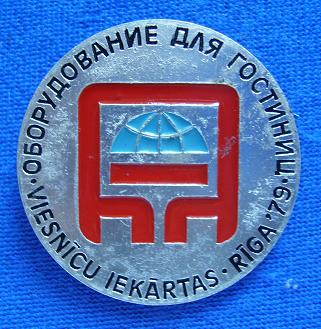 ОБОРУДОВАНИЕ ДЛЯ ГОСТИНИЦ ·
VIESNĪCU IEKĀRTAS · RĪGA '79 ·